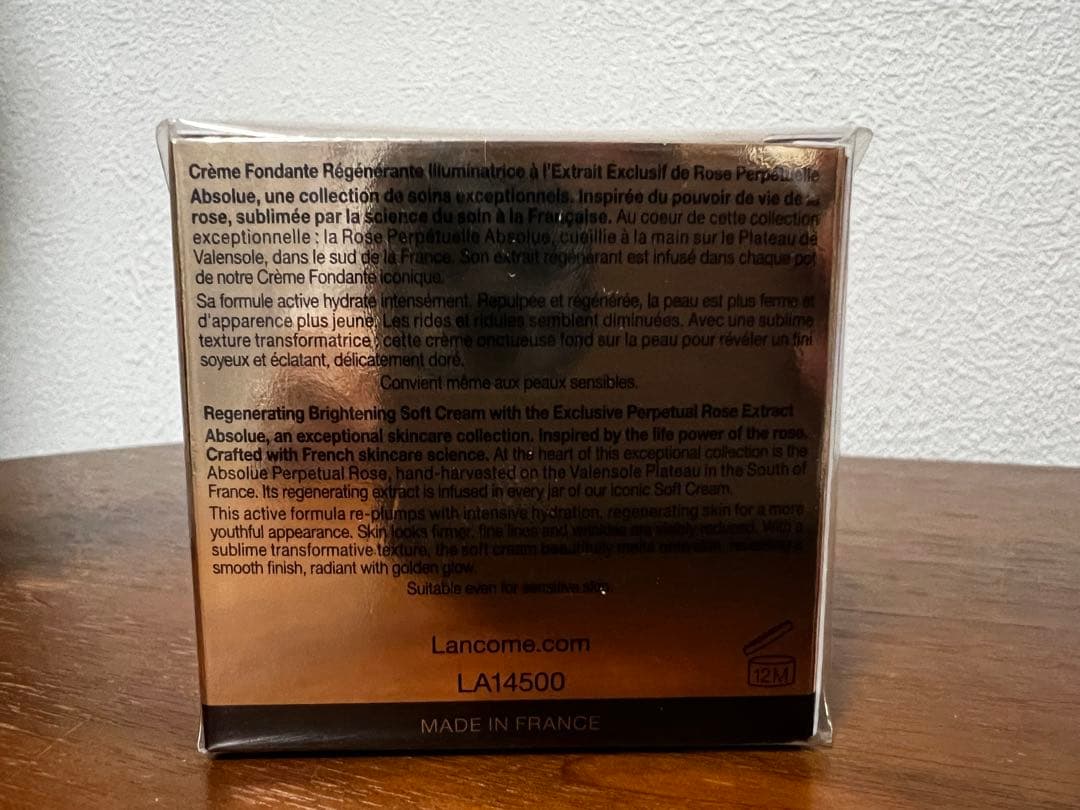 Crème Fondante Régénérante Illuminatrice à l'Extrait Exclusif de Rose Perpétuelle
Absolue, une collection de soins exceptionnels. Inspirée du pouvoir de vie de la
rose, sublimée par la science du soin à la Française. Au coeur de cette collection
exceptionnelle : la Rose Perpétuelle Absolue, cueillie à la main sur le Plateau de
Valensole, dans le sud de la France. Son extrait régénérant est infusé dans chaque pot
de notre Crème Fondante iconique.
Sa formule active hydrate intensément. Repulpée et régénérée, la peau est plus ferme et
d'apparence plus jeune. Les rides et ridules semblent diminuées. Avec une sublime
texture transformatrice, cette crème onctueuse fond sur la peau pour révéler un fini
soyeux et éclatant, délicatement doré.
Convient même aux peaux sensibles.
Regenerating Brightening Soft Cream with the Exclusive Perpetual Rose Extract
Absolue, an exceptional skincare collection. Inspired by the life power of the rose.
Crafted with French skincare science. At the heart of this exceptional collection is the
Absolue Perpetual Rose, hand-harvested on the Valensole Plateau in the South of
France. Its regenerating extract is infused in every jar of our iconic Soft Cream.
This active formula re-plumps with intensive hydration, regenerating skin for a more
youthful appearance. Skin looks firmer, fine lines and wrinkles are visibly reduced. With a
sublime transformative texture, the soft cream beautifully melts onto skin, revealing a
smooth finish, radiant with golden glow.
Suitable even for sensitive skin.
Lancome.com
LA14500
12M
MADE IN FRANCE